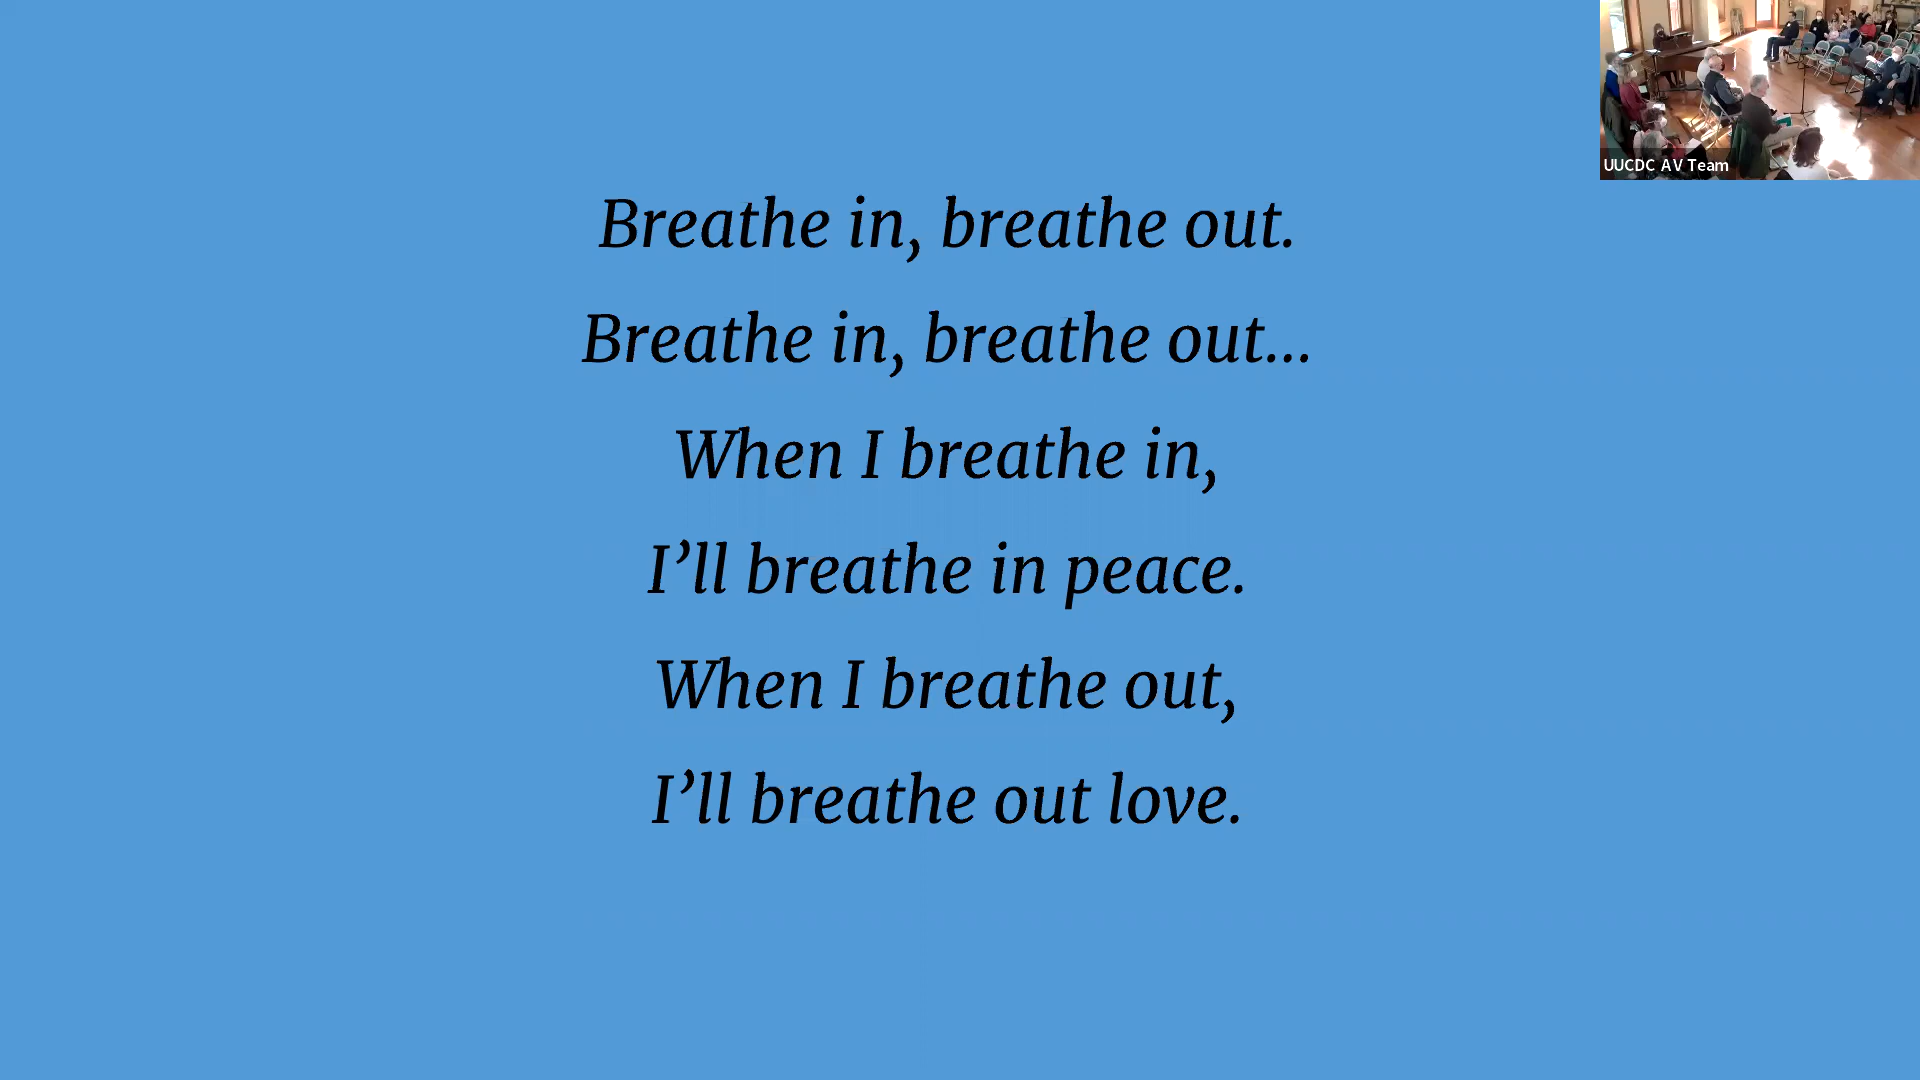 Breathe in, breathe out.
Breathe in, breathe out...
When I breathe in,
I’ll breathe in peace.
When I breathe out,
I’ll breathe out love.
UUCDC AV Team